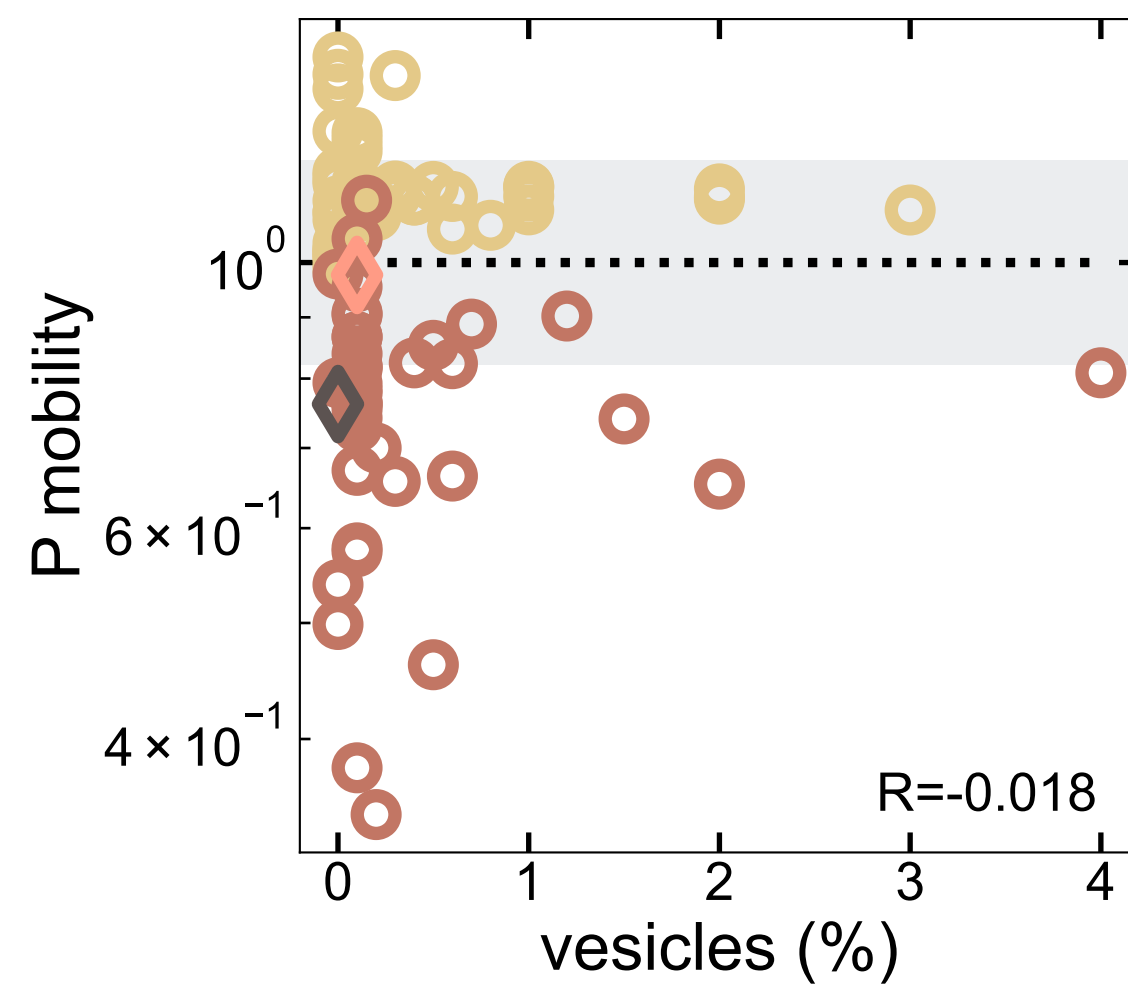 P mobility
10⁰
6 × 10⁻¹
4 × 10⁻¹
R=-0.018
0 1 2 3 4
vesicles (%)